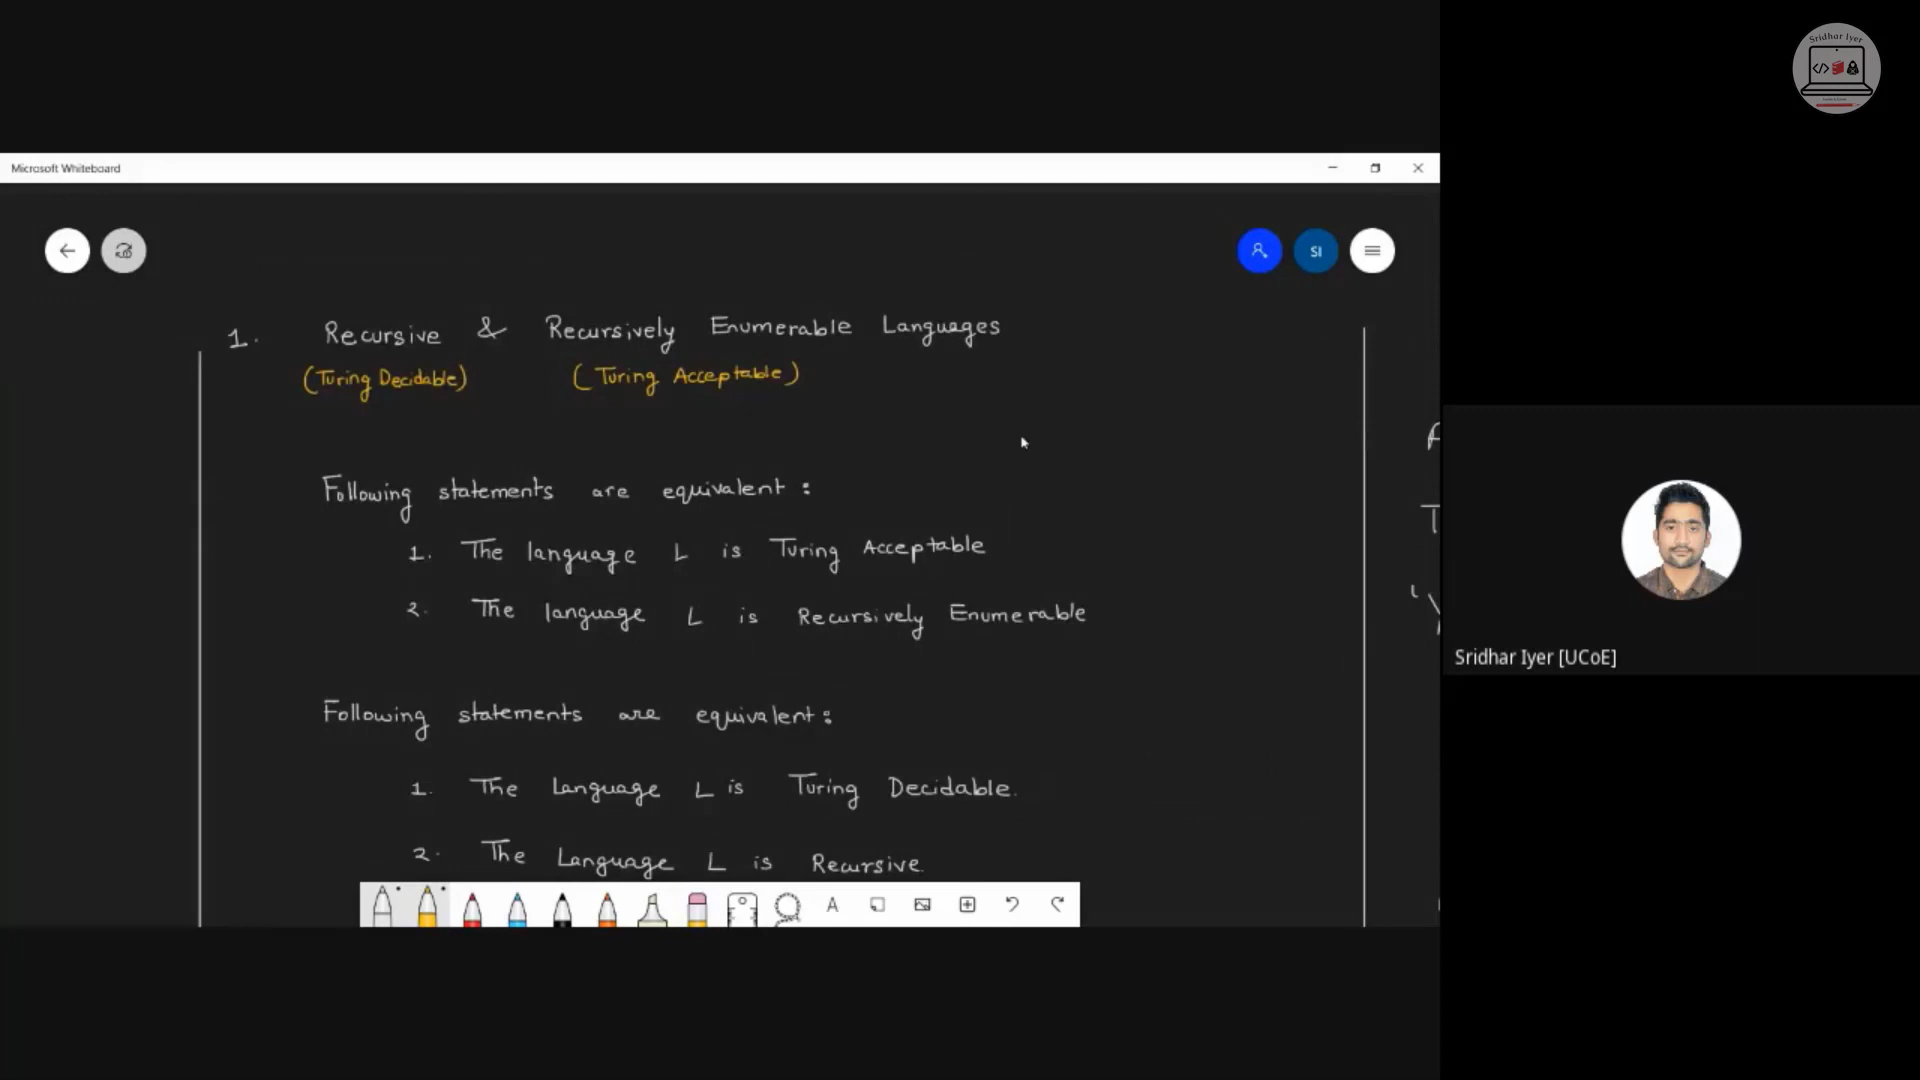 Sridhar Iyer
</>
Microsoft Whiteboard
SI
1. Recursive & Recursively Enumerable Languages
(Turing Decidable) (Turing Acceptable)
Following statements are equivalent :
1. The language L is Turing Acceptable
2. The language L is Recursively Enumerable
Sridhar Iyer [UCoE]
Following statements are equivalent :
1. The Language L is Turing Decidable.
2. The Language L is Recursive.
A